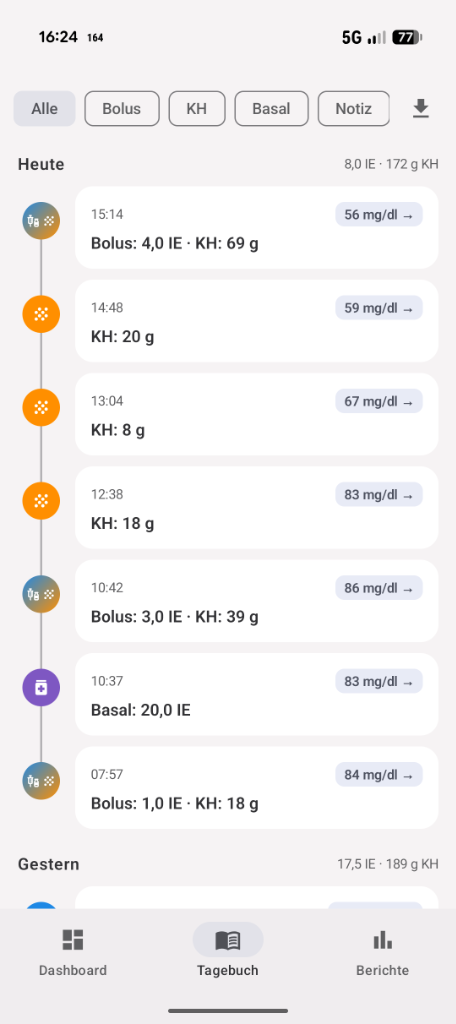 16:24 164 5G 77
Alle Bolus KH Basal Notiz
Heute 8,0 IE · 172 g KH
15:14 56 mg/dl →
Bolus: 4,0 IE · KH: 69 g
14:48 59 mg/dl →
KH: 20 g
13:04 67 mg/dl →
KH: 8 g
12:38 83 mg/dl →
KH: 18 g
10:42 86 mg/dl →
Bolus: 3,0 IE · KH: 39 g
10:37 83 mg/dl →
Basal: 20,0 IE
07:57 84 mg/dl →
Bolus: 1,0 IE · KH: 18 g
Gestern 17,5 IE · 189 g KH
Dashboard Tagebuch Berichte